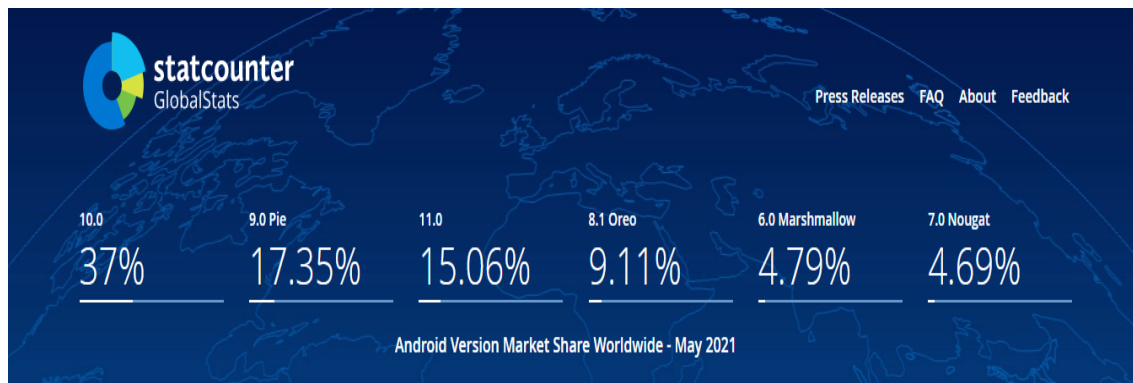 statcounter
GlobalStats
Press Releases FAQ About Feedback
10.0 9.0 Pie 11.0 8.1 Oreo 6.0 Marshmallow 7.0 Nougat
37% 17.35% 15.06% 9.11% 4.79% 4.69%
Android Version Market Share Worldwide - May 2021